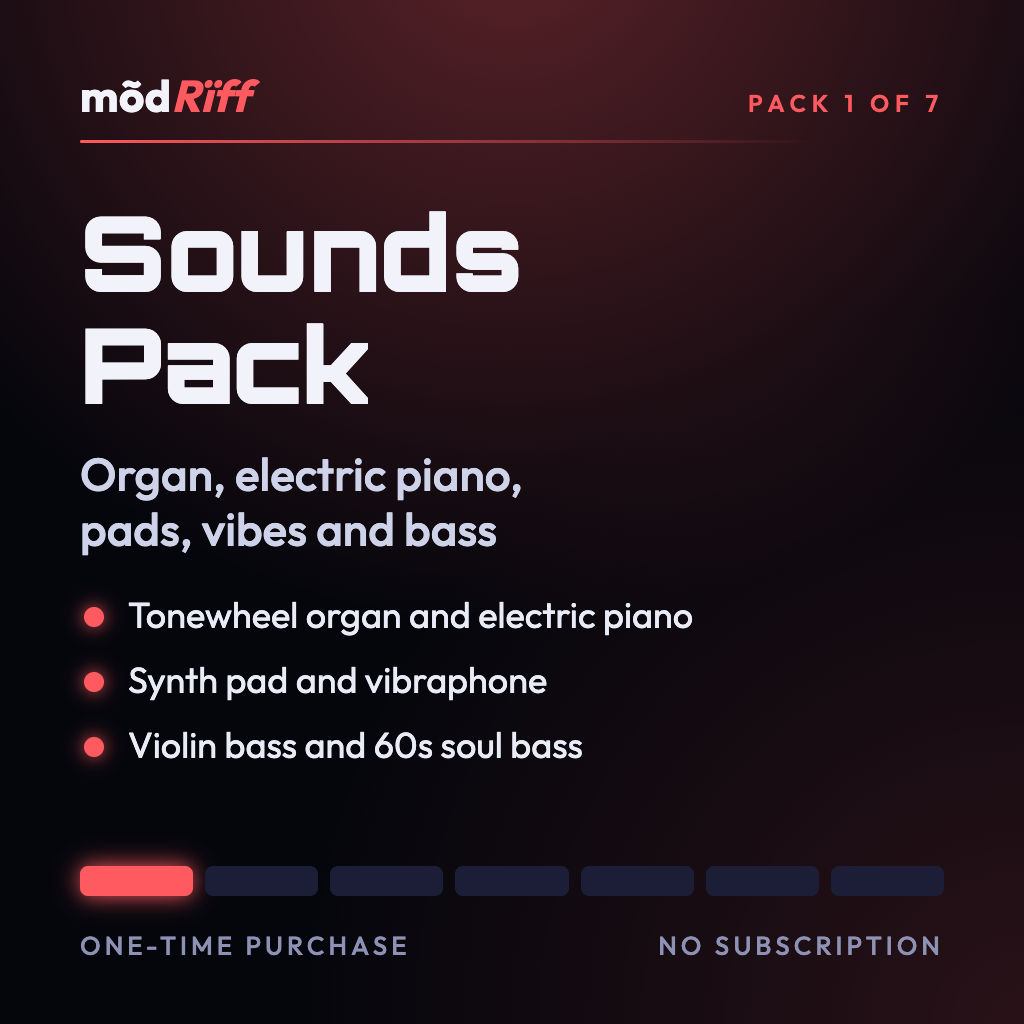 mõdRïff
PACK 1 OF 7
Sounds
Pack
Organ, electric piano,
pads, vibes and bass
Tonewheel organ and electric piano
Synth pad and vibraphone
Violin bass and 60s soul bass
ONE-TIME PURCHASE
NO SUBSCRIPTION